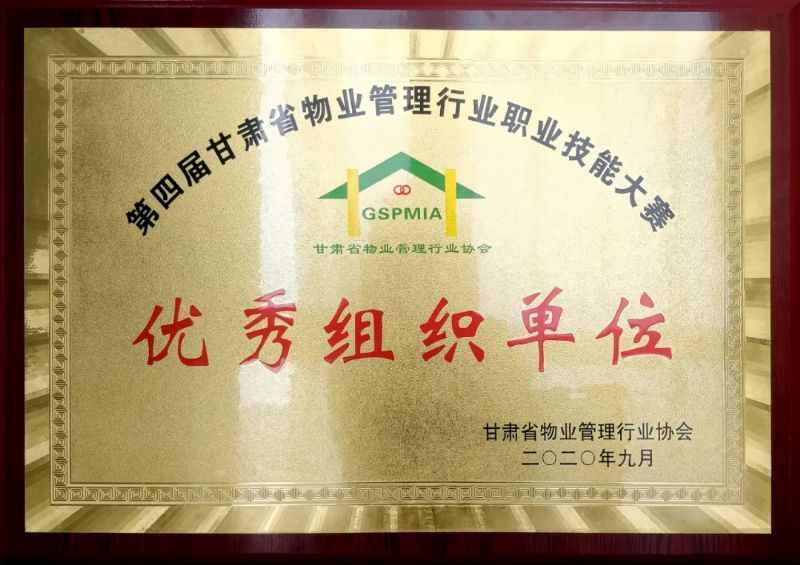 第四届甘肃省物业管理行业职业技能大赛
GSPMIA
甘肃省物业管理行业协会
优秀组织单位
甘肃省物业管理行业协会
二〇二〇年九月